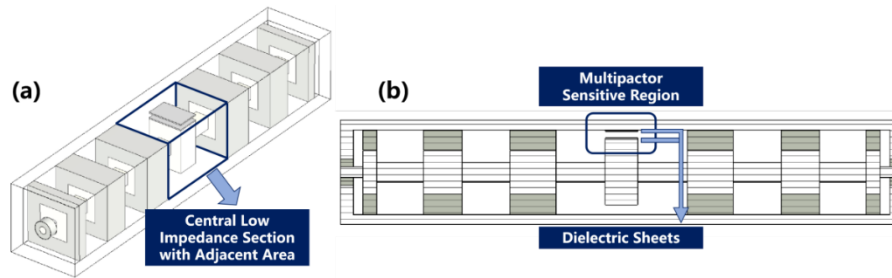 (a)
Central Low
Impedance Section
with Adjacent Area
(b)
Multipactor
Sensitive Region
Dielectric Sheets